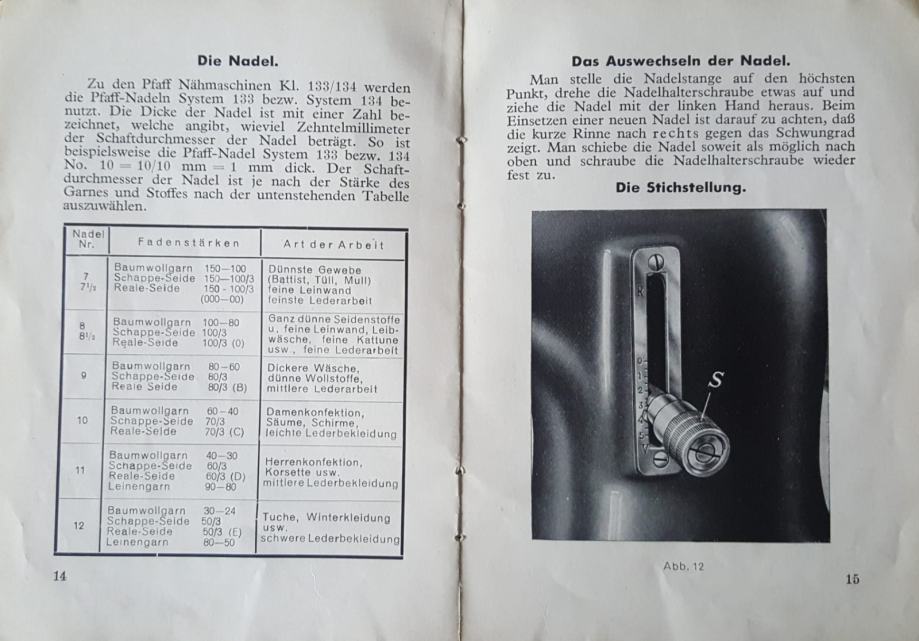 Die Nadel.
Zu den Pfaff Nähmaschinen Kl. 133/134 werden
die Pfaff-Nadeln System 133 bezw. System 134 be-
nutzt. Die Dicke der Nadel ist mit einer Zahl be-
zeichnet, welche angibt, wieviel Zehntelmillimeter
der Schaftdurchmesser der Nadel beträgt. So ist
beispielsweise die Pfaff-Nadel System 133 bezw. 134
No. 10 = 10/10 mm = 1 mm dick. Der Schaft-
durchmesser der Nadel ist je nach der Stärke des
Garnes und Stoffes nach der untenstehenden Tabelle
auszuwählen.
Nadel Nr. Fadenstärken Art der Arbeit
7 7 1/2
Baumwollgarn 150—100
Schappe-Seide 150—100/3
Reale-Seide 150 - 100/3
(000—00)
Dünnste Gewebe
(Battist, Tüll, Mull)
feine Leinwand
feinste Lederarbeit
8 8 1/2
Baumwollgarn 100—80
Schappe-Seide 100/3
Reale-Seide 100/3 (0)
Ganz dünne Seidenstoffe
u. feine Leinwand, Leib-
wäsche, feine Kattune
usw., feine Lederarbeit
9
Baumwollgarn 80—60
Schappe-Seide 80/3
Reale Seide 80/3 (B)
Dickere Wäsche,
dünne Wollstoffe,
mittlere Lederarbeit
10
Baumwollgarn 60—40
Schappe-Seide 70/3
Reale-Seide 70/3 (C)
Damenkonfektion,
Säume, Schirme,
leichte Lederbekleidung
11
Baumwollgarn 40—30
Schappe-Seide 60/3
Reale-Seide 60/3 (D)
Leinengarn 90—80
Herrenkonfektion,
Korsette usw.
mittlere Lederbekleidung
12
Baumwollgarn 30—24
Schappe-Seide 50/3
Reale-Seide 50/3 (E)
Leinengarn 80—50
Tuche, Winterkleidung
usw.
schwere Lederbekleidung
14
Das Auswechseln der Nadel.
Man stelle die Nadelstange auf den höchsten
Punkt, drehe die Nadelhalterschraube etwas auf und
ziehe die Nadel mit der linken Hand heraus. Beim
Einsetzen einer neuen Nadel ist darauf zu achten, daß
die kurze Rinne nach rechts gegen das Schwungrad
zeigt. Man schiebe die Nadel soweit als möglich nach
oben und schraube die Nadelhalterschraube wieder
fest zu.
Die Stichstellung.
R
0
1
2
3
4
5
V
S
Abb. 12
15